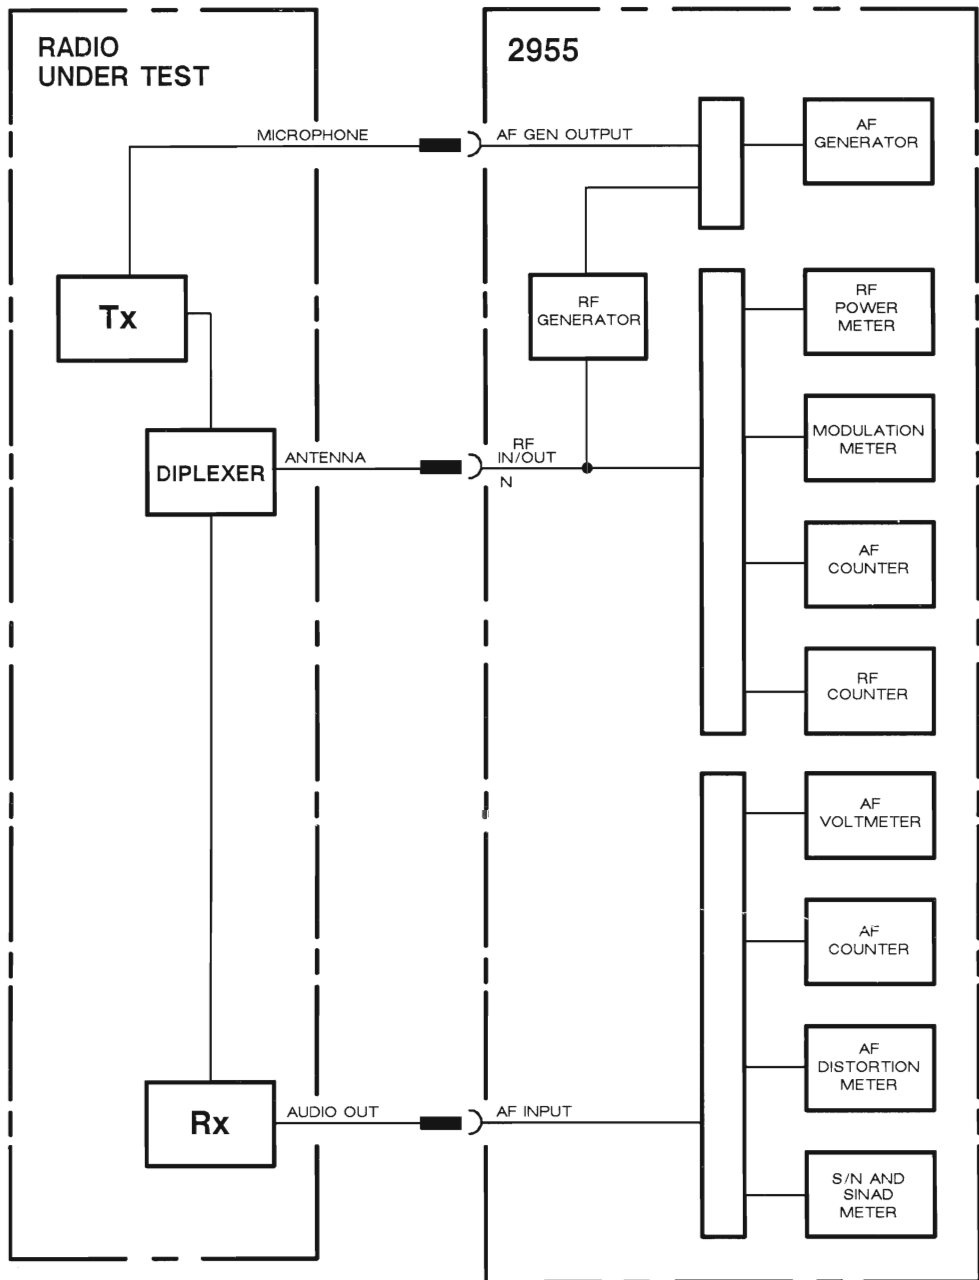 RADIO
UNDER TEST
2955
MICROPHONE
AF GEN OUTPUT
AF
GENERATOR
Tx
RF
GENERATOR
RF
POWER
METER
DIPLEXER
ANTENNA
RF
IN/OUT
N
MODULATION
METER
AF
COUNTER
RF
COUNTER
AF
VOLTMETER
AF
COUNTER
AF
DISTORTION
METER
Rx
AUDIO OUT
AF INPUT
S/N AND
SINAD
METER